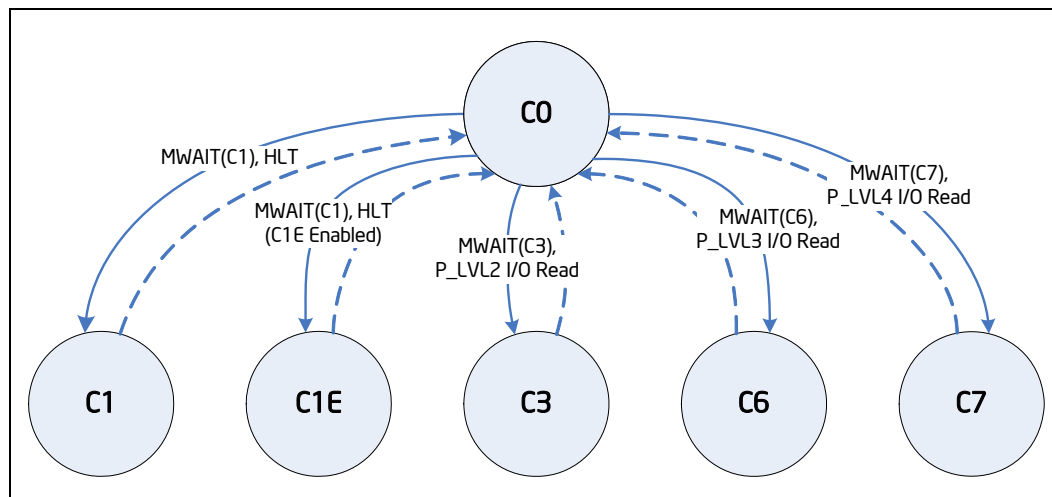 C0
MWAIT(C1), HLT
MWAIT(C1), HLT
(C1E Enabled)
MWAIT(C3),
P_LVL2 I/O Read
MWAIT(C6),
P_LVL3 I/O Read
MWAIT(C7),
P_LVL4 I/O Read
C1
C1E
C3
C6
C7